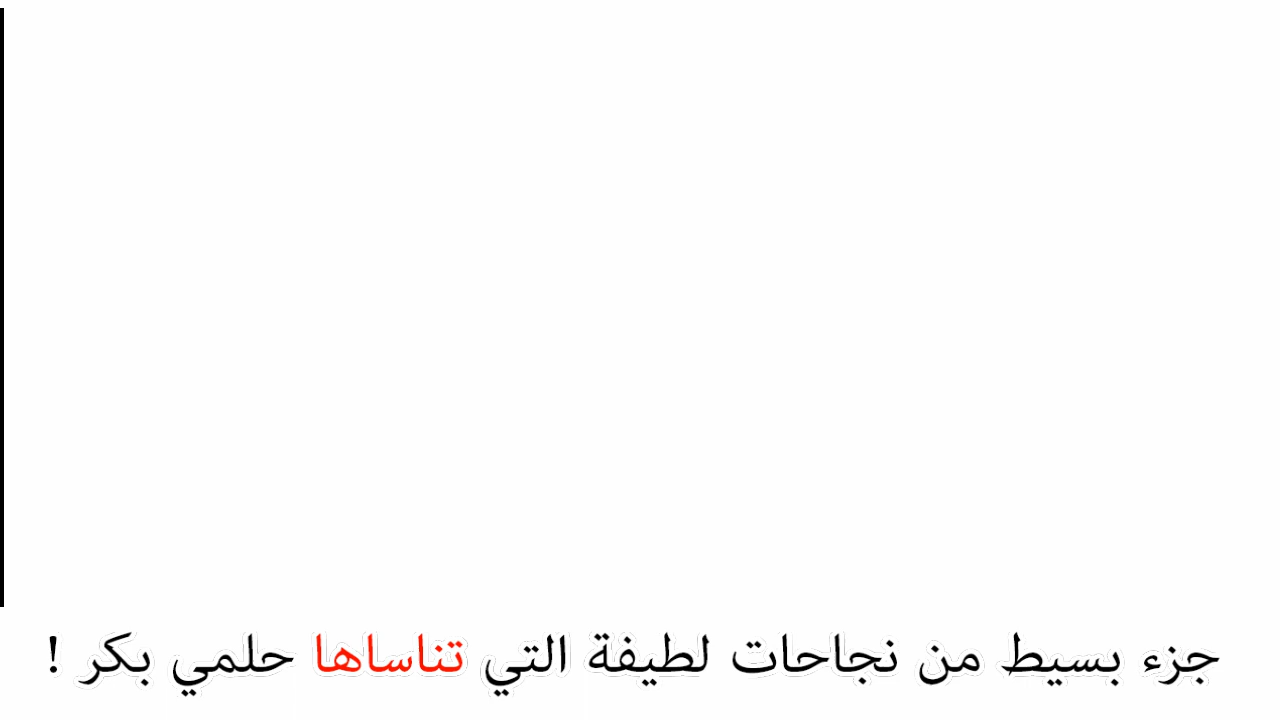 جزء بسيط من نجاحات لطيفة التي تناساها حلمي بكر !